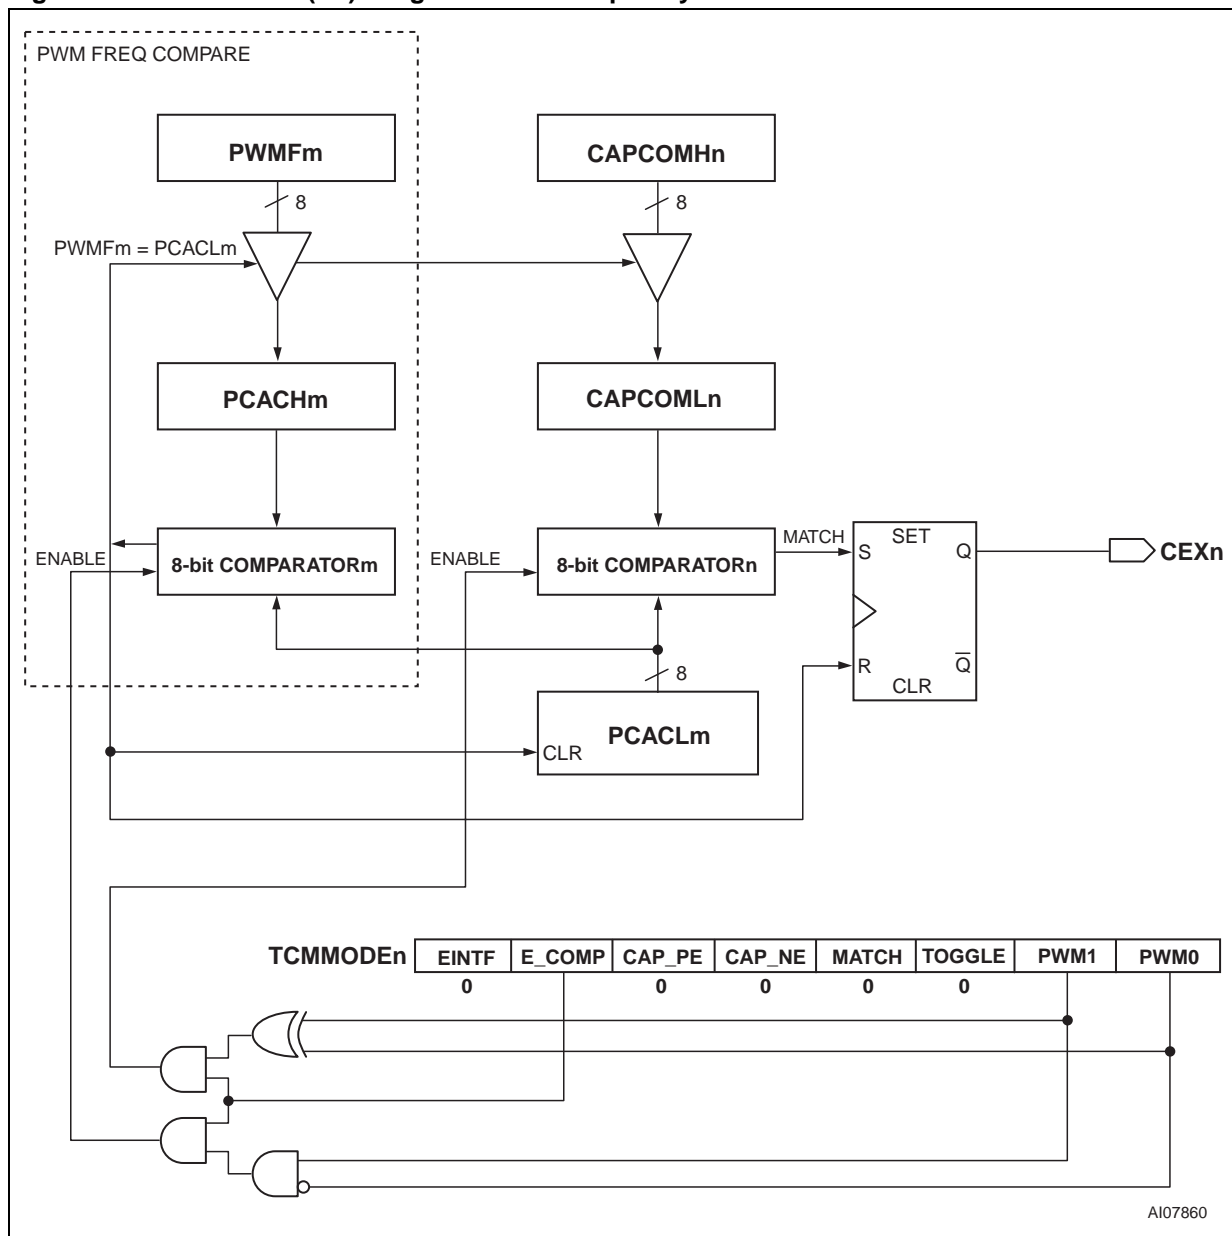 PWM FREQ COMPARE
PWMFm
CAPCOMHn
8
8
PWMFm = PCACLm
PCACHm
CAPCOMLn
ENABLE
8-bit COMPARATORm
ENABLE
8-bit COMPARATORn
MATCH
SET
S
Q
CEXn
R
Q
CLR
8
PCACLm
CLR
TCMMODEn
EINTF E_COMP CAP_PE CAP_NE MATCH TOGGLE PWM1 PWM0
0 0 0 0 0
AI07860